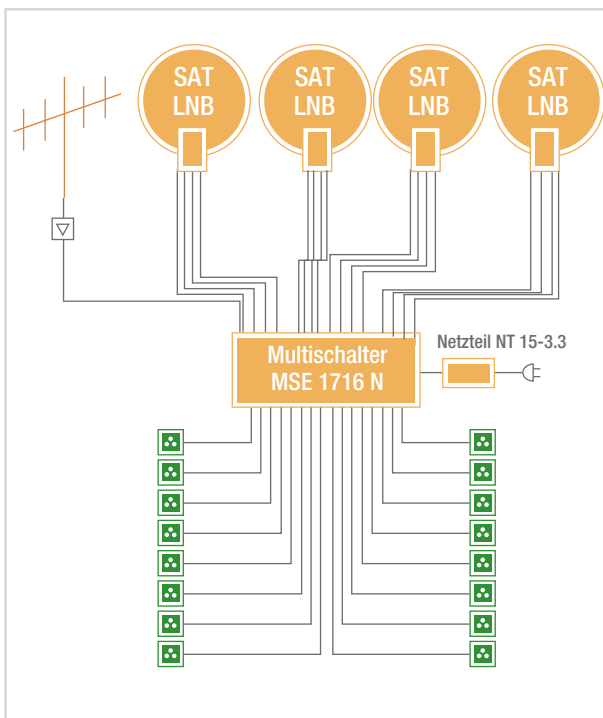 SAT
LNB
SAT
LNB
SAT
LNB
SAT
LNB
Multischalter
MSE 1716 N
Netzteil NT 15-3.3